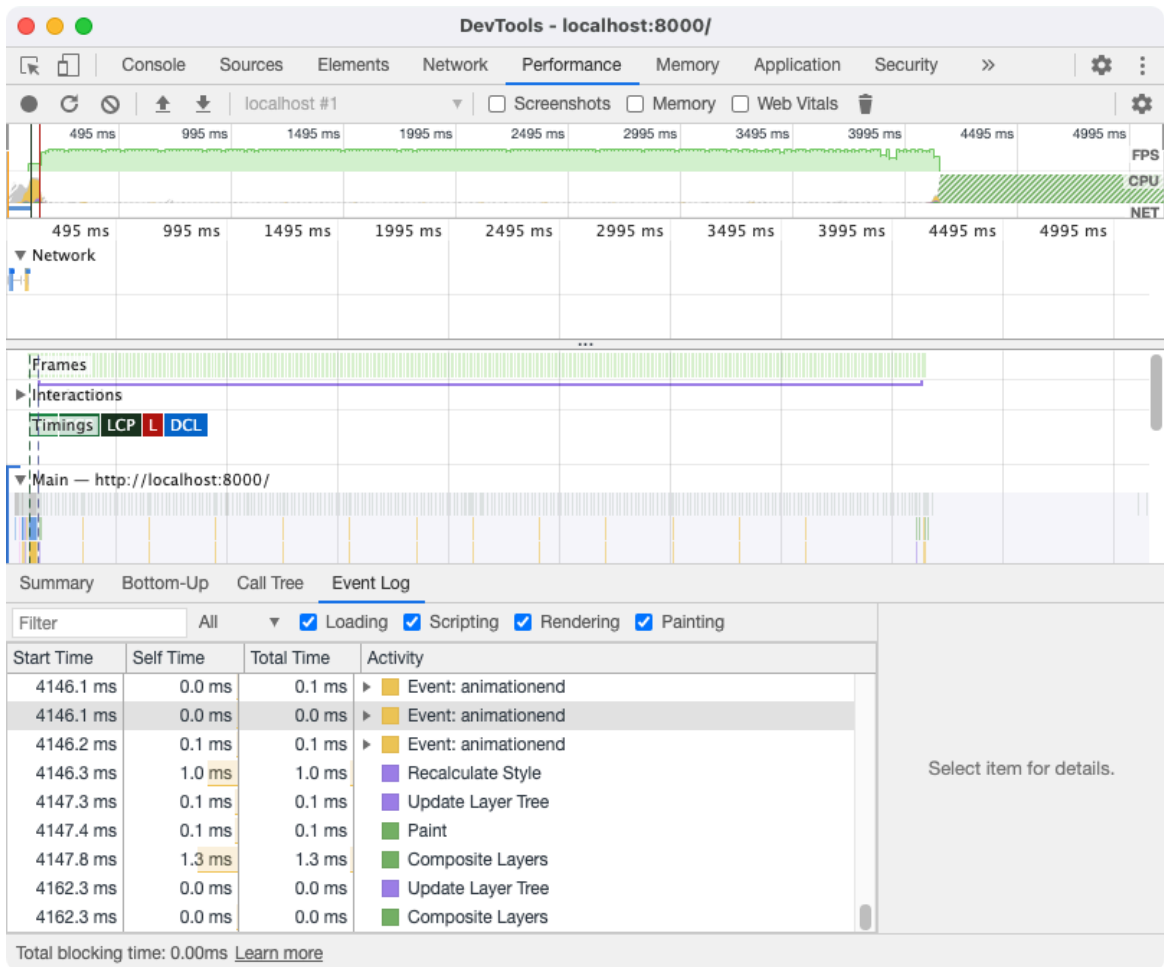 DevTools - localhost:8000/
Console Sources Elements Network Performance Memory Application Security »
localhost #1 Screenshots Memory Web Vitals
495 ms 995 ms 1495 ms 1995 ms 2495 ms 2995 ms 3495 ms 3995 ms 4495 ms 4995 ms
FPS
CPU
NET
495 ms 995 ms 1495 ms 1995 ms 2495 ms 2995 ms 3495 ms 3995 ms 4495 ms 4995 ms
Network
...
Frames
Interactions
Timings LCP L DCL
Main — http://localhost:8000/
Summary Bottom-Up Call Tree Event Log
Filter All Loading Scripting Rendering Painting
Start Time Self Time Total Time Activity
4146.1 ms 0.0 ms 0.1 ms Event: animationend
4146.1 ms 0.0 ms 0.0 ms Event: animationend
4146.2 ms 0.1 ms 0.1 ms Event: animationend
4146.3 ms 1.0 ms 1.0 ms Recalculate Style
4147.3 ms 0.1 ms 0.1 ms Update Layer Tree
4147.4 ms 0.1 ms 0.1 ms Paint
4147.8 ms 1.3 ms 1.3 ms Composite Layers
4162.3 ms 0.0 ms 0.0 ms Update Layer Tree
4162.3 ms 0.0 ms 0.0 ms Composite Layers
Select item for details.
Total blocking time: 0.00ms Learn more